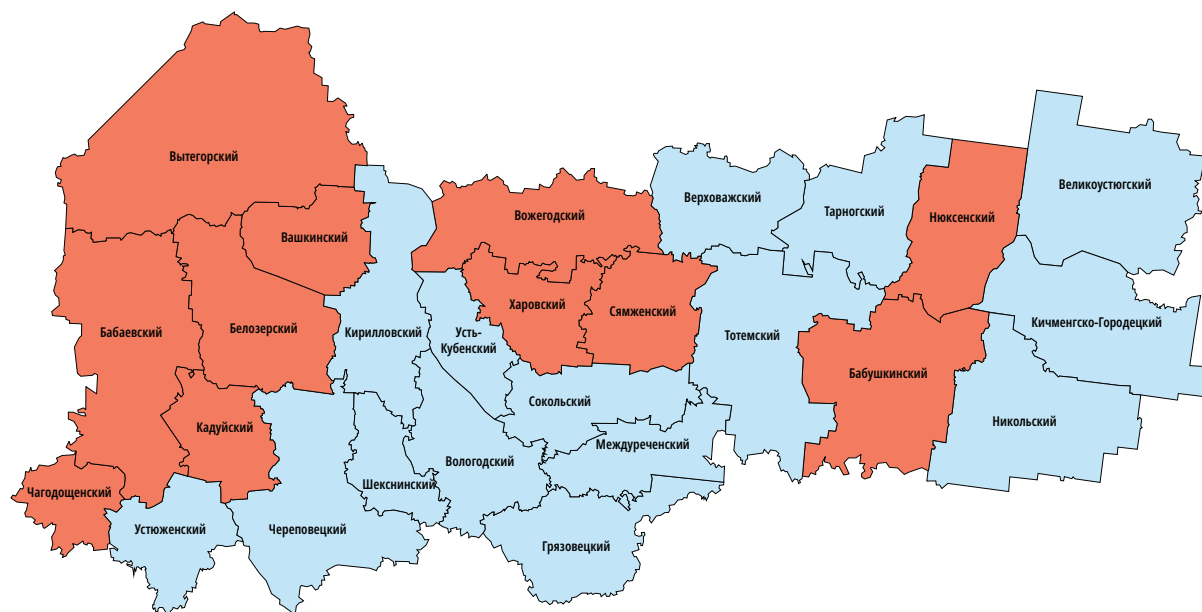 Вытегорский
Великоустюгский
Верховажский
Тарногский
Нюксенский
Вожегодский
Вашкинский
Харовский
Сямженский
Кичменгско-Городецкий
Бабаевский
Белозерский
Кирилловский
Усть-
Кубенский
Тотемский
Бабушкинский
Сокольский
Никольский
Кадуйский
Междуреченский
Вологодский
Шекснинский
Чагодощенский
Устюженский
Череповецкий
Грязовецкий